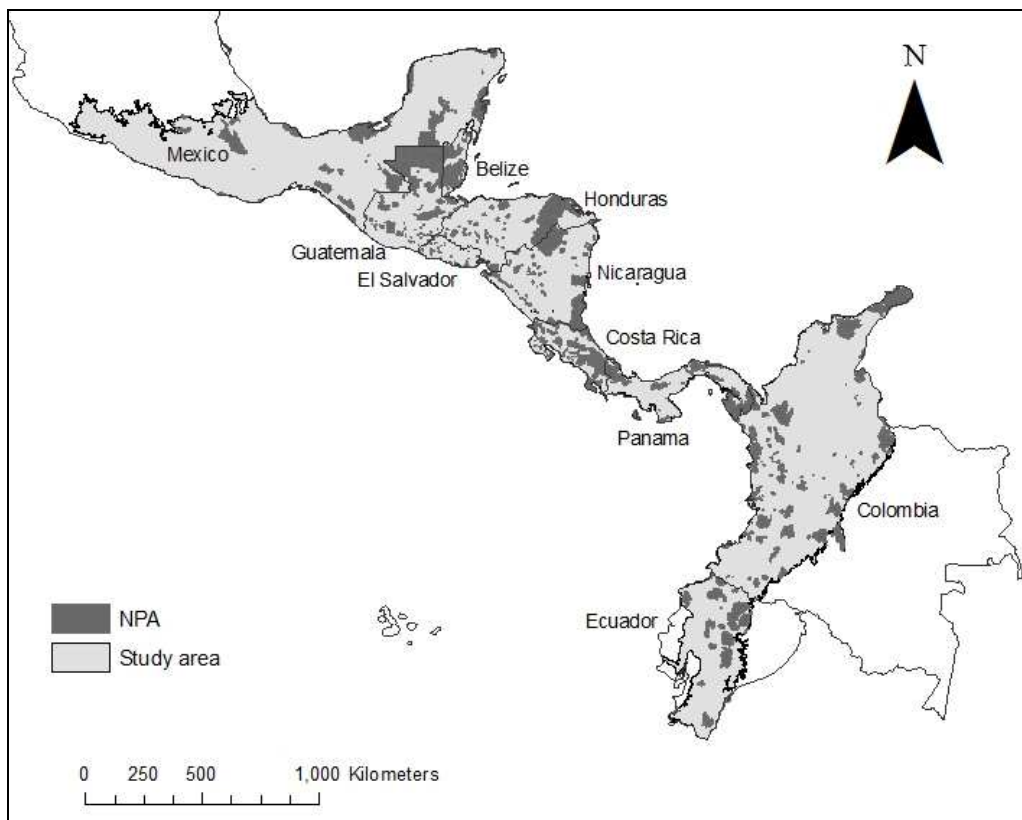 N
Mexico
Belize
Honduras
Guatemala
El Salvador
Nicaragua
Costa Rica
Panama
Colombia
Ecuador
NPA
Study area
0 250 500 1,000 Kilometers